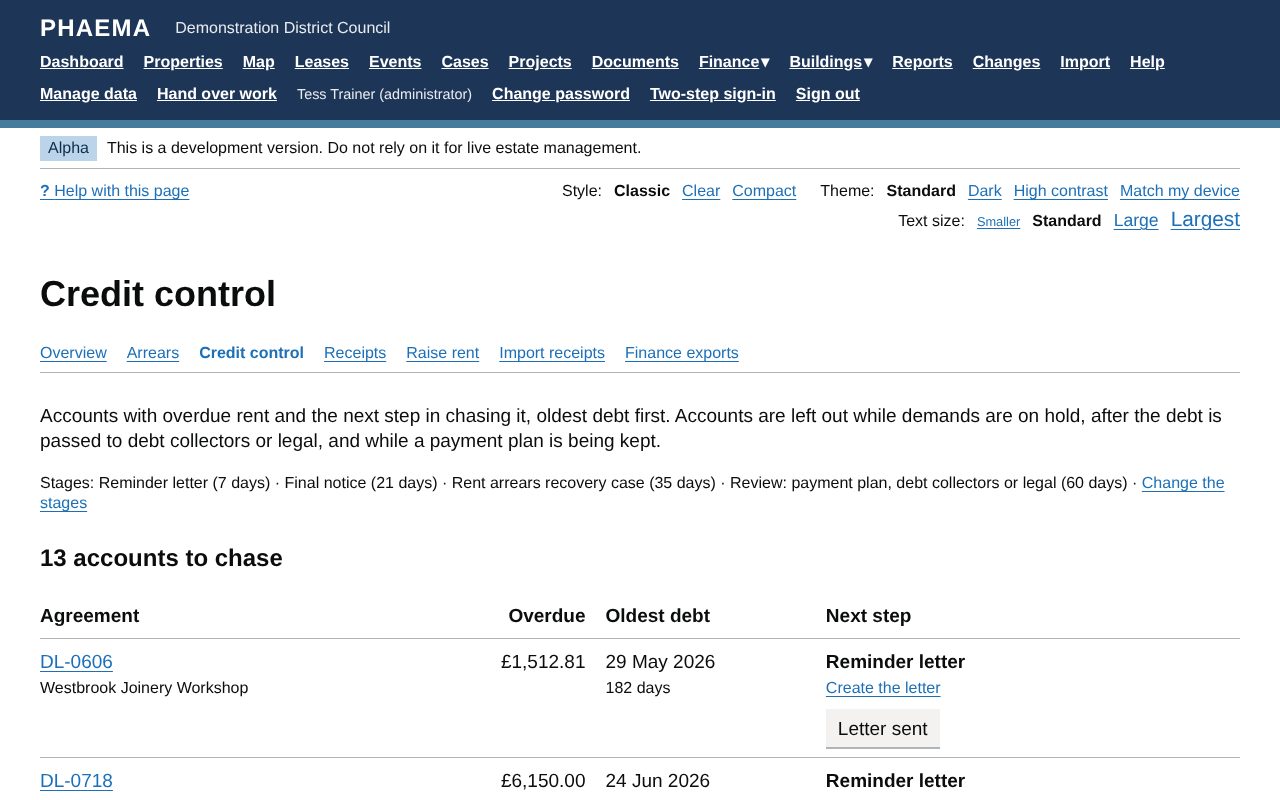 PHAEMA Demonstration District Council
Dashboard Properties Map Leases Events Cases Projects Documents Finance▾ Buildings▾ Reports Changes Import Help
Manage data Hand over work Tess Trainer (administrator) Change password Two-step sign-in Sign out
Alpha This is a development version. Do not rely on it for live estate management.
? Help with this page Style: Classic Clear Compact Theme: Standard Dark High contrast Match my device
Text size: Smaller Standard Large Largest
Credit control
Overview Arrears Credit control Receipts Raise rent Import receipts Finance exports
Accounts with overdue rent and the next step in chasing it, oldest debt first. Accounts are left out while demands are on hold, after the debt is
passed to debt collectors or legal, and while a payment plan is being kept.
Stages: Reminder letter (7 days) · Final notice (21 days) · Rent arrears recovery case (35 days) · Review: payment plan, debt collectors or legal (60 days) · Change the
stages
13 accounts to chase
Agreement Overdue Oldest debt Next step
DL-0606 £1,512.81 29 May 2026 Reminder letter
Westbrook Joinery Workshop 182 days Create the letter
Letter sent
DL-0718 £6,150.00 24 Jun 2026 Reminder letter